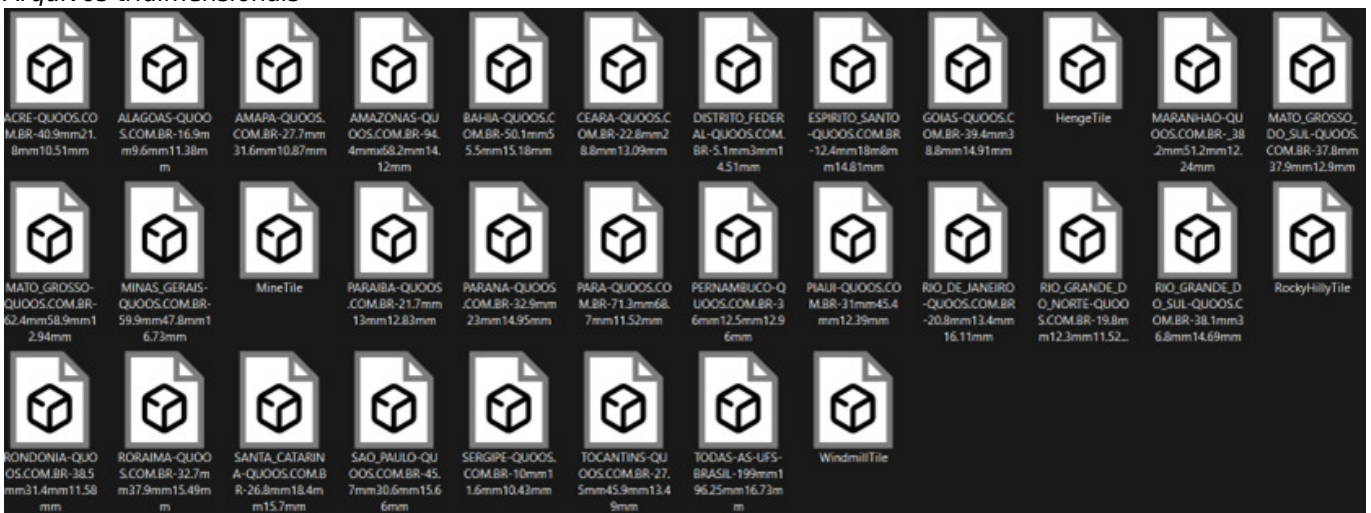 Arquivos tridimensionais
ACRE-QUOOS.CO
M.BR-40.9mm21.
8mm10.51mm
ALAGOAS-QUOO
S.COM.BR-16.9m
m9.6mm11.38m
m
AMAPA-QUOOS.
COM.BR-27.7mm
31.6mm10.87mm
AMAZONAS-QU
OOS.COM.BR-94.
4mmx68.2mm14.
12mm
BAHIA-QUOOS.C
OM.BR-50.1mm5
5.5mm15.18mm
CEARA-QUOOS.C
OM.BR-22.8mm2
8.8mm13.09mm
DISTRITO_FEDER
AL-QUOOS.COM.
BR-5.1mm3mm1
4.51mm
ESPIRITO_SANTO
-QUOOS.COM.BR
-12.4mm18m8m
m14.81mm
GOIAS-QUOOS.C
OM.BR-39.4mm3
8.8mm14.91mm
HengeTile
MARANHAO-QU
OOS.COM.BR-_38
.2mm51.2mm12.
24mm
MATO_GROSSO_
DO_SUL-QUOOS.
COM.BR-37.8mm
37.9mm12.9mm
MATO_GROSSO-
QUOOS.COM.BR-
62.4mm58.9mm1
2.94mm
MINAS_GERAIS-
QUOOS.COM.BR-
59.9mm47.8mm1
6.73mm
MineTile
PARAIBA-QUOOS
.COM.BR-21.7mm
13mm12.83mm
PARANA-QUOOS
.COM.BR-32.9mm
23mm14.95mm
PARA-QUOOS.CO
M.BR-71.3mm68.
7mm11.52mm
PERNAMBUCO-Q
UOOS.COM.BR-3
6mm12.5mm12.9
6mm
PIAUI-QUOOS.CO
M.BR-31mm45.4
mm12.39mm
RIO_DE_JANEIRO
-QUOOS.COM.BR
-20.8mm13.4mm
16.11mm
RIO_GRANDE_D
O_NORTE-QUOO
S.COM.BR-19.8m
m12.3mm11.52...
RIO_GRANDE_D
O_SUL-QUOOS.C
OM.BR-38.1mm3
6.8mm14.69mm
RockyHillyTile
RONDONIA-QUO
OS.COM.BR-38.5
mm31.4mm11.58
mm
RORAIMA-QUOO
S.COM.BR-32.7m
m37.9mm15.49m
m
SANTA_CATARIN
A-QUOOS.COM.B
R-26.8mm18.4m
m15.7mm
SAO_PAULO-QU
OOS.COM.BR-45.
7mm30.6mm15.6
6mm
SERGIPE-QUOOS.
COM.BR-10mm1
1.6mm10.43mm
TOCANTINS-QU
OOS.COM.BR-27.
5mm45.9mm13.4
9mm
TODAS-AS-UFS-
BRASIL-199mm1
96.25mm16.73m
m
WindmillTile